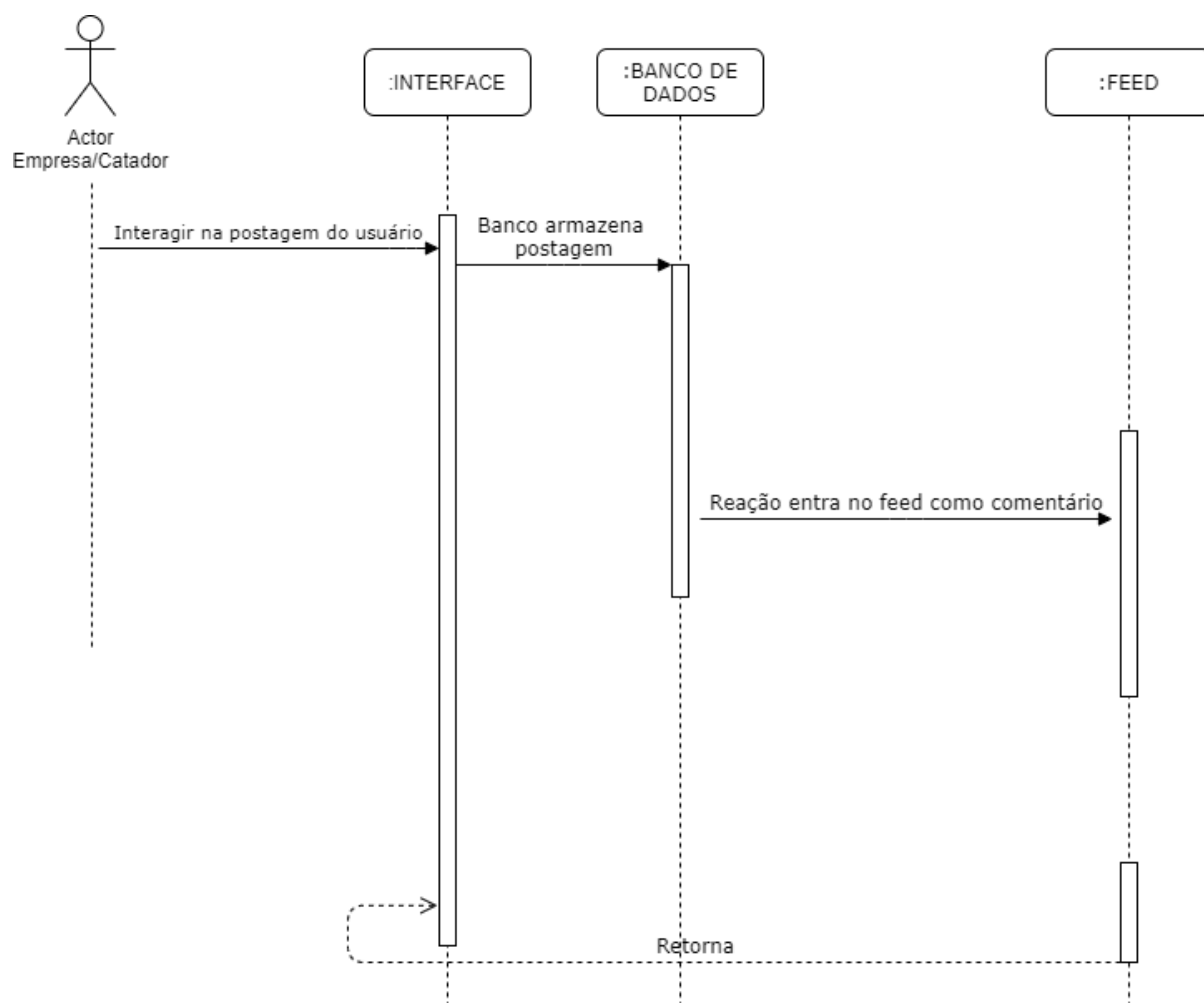 :INTERFACE
:BANCO DE
DADOS
:FEED
Actor
Empresa/Catador
Interagir na postagem do usuário
Banco armazena
postagem
Reação entra no feed como comentário
Retorna